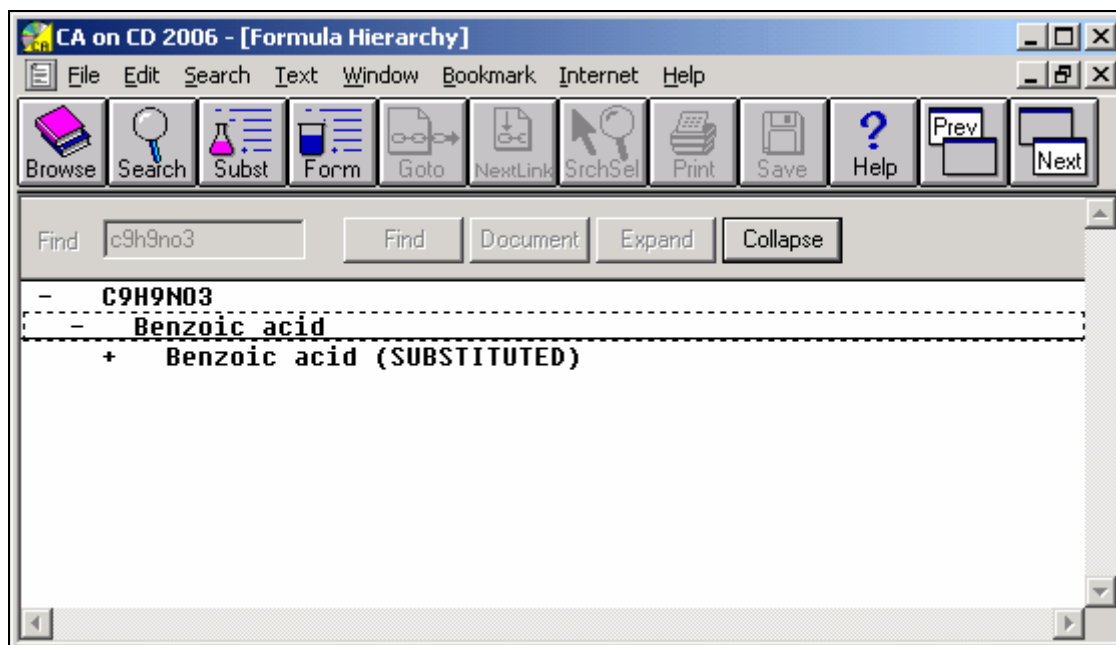 CA on CD 2006 - [Formula Hierarchy]
File Edit Search Text Window Bookmark Internet Help
Browse Search Subst Form Goto NextLink SrchSel Print Save Help Prev Next
Find c9h9no3 Find Document Expand Collapse
- C9H9NO3
- Benzoic acid
+ Benzoic acid (SUBSTITUTED)